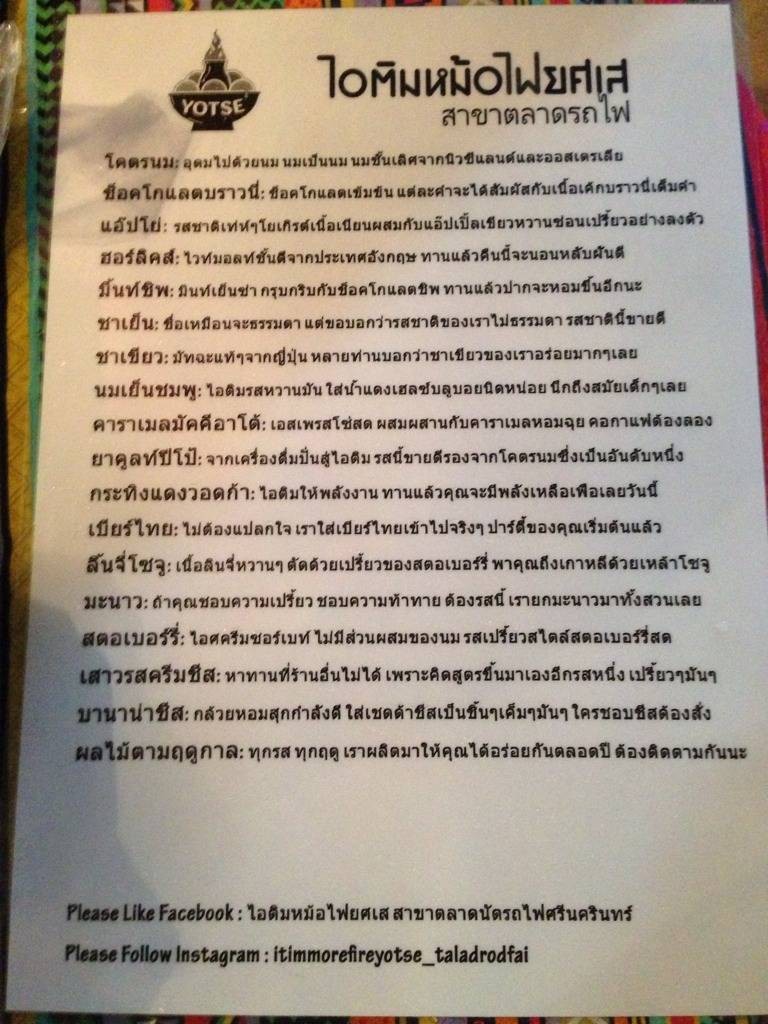 YOTSE
ไอติมหม้อไฟยศเส
สาขาตลาดรถไฟ
โคตรนม: อุดมไปด้วยนม นมเป็นนม นมชั้นเลิศจากนิวซีแลนด์และออสเตรเลีย
ช็อคโกแลตบราวนี่: ช็อคโกแลตเข้มข้น แต่ละคำจะได้สัมผัสกับเนื้อเค้กบราวนี่เต็มคำ
แอ๊ปโย่: รสชาติเท่ห์ๆโยเกิรต์เนื้อเนียนผสมกับแอ๊ปเปิ้ลเขียวหวานซ่อนเปรี้ยวอย่างลงตัว
ฮอร์ลิคส์: ไวท์มอลท์ชั้นดีจากประเทศอังกฤษ ทานแล้วคืนนี้จะนอนหลับฝันดี
มิ้นท์ชิพ: มินท์เย็นซ่า กรุบกริบกับช็อคโกแลตชิพ ทานแล้วปากจะหอมขึ้นอีกนะ
ชาเย็น: ชื่อเหมือนจะธรรมดา แต่ขอบอกว่ารสชาติของเราไม่ธรรมดา รสชาตินี้ขายดี
ชาเขียว: มัทฉะแท้ๆจากญี่ปุ่น หลายท่านบอกว่าชาเขียวของเราอร่อยมากๆเลย
นมเย็นชมพู: ไอติมรสหวานมัน ใส่น้ำแดงเฮลซ์บลูบอยนิดหน่อย นึกถึงสมัยเด็กๆเลย
คาราเมลมัคคีอาโต้: เอสเพรสโซ่สด ผสมผสานกับคาราเมลหอมฉุย คอกาแฟต้องลอง
ยาคูลท์ปีโป้: จากเครื่องดื่มปั่นสู่ไอติม รสนี้ขายดีรองจากโคตรนมซึ่งเป็นอันดับหนึ่ง
กระทิงแดงวอดก้า: ไอติมให้พลังงาน ทานแล้วคุณจะมีพลังเหลือเฟือเลยวันนี้
เบียร์ไทย: ไม่ต้องแปลกใจ เราใส่เบียร์ไทยเข้าไปจริงๆ ปาร์ตี้ของคุณเริ่มต้นแล้ว
ลิ้นจี่โซจู: เนื้อลินจี่หวานๆ ตัดด้วยเปรี้ยวของสตอเบอร์รี่ พาคุณถึงเกาหลีด้วยเหล้าโซจู
มะนาว: ถ้าคุณชอบความเปรี้ยว ชอบความท้าทาย ต้องรสนี้ เรายกมะนาวมาทั้งสวนเลย
สตอเบอร์รี่: ไอศครีมซอร์เบท์ ไม่มีส่วนผสมของนม รสเปรี้ยวสไตล์สตอเบอร์รี่สด
เสาวรสครีมชีส: หาทานที่ร้านอื่นไม่ได้ เพราะคิดสูตรขึ้นมาเองอีกรสหนึ่ง เปรี้ยวๆมันๆ
บานาน่าชีส: กล้วยหอมสุกกำลังดี ใส่เชดด้าชีสเป็นชิ้นๆเค็มๆมันๆ ใครชอบชีสต้องสั่ง
ผลไม้ตามฤดูกาล: ทุกรส ทุกฤดู เราผลิตมาให้คุณได้อร่อยกันตลอดปี ต้องติดตามกันนะ
Please Like Facebook : ไอติมหม้อไฟยศเส สาขาตลาดนัดรถไฟศรีนครินทร์
Please Follow Instagram : itimmorefireyotse_taladrodfai